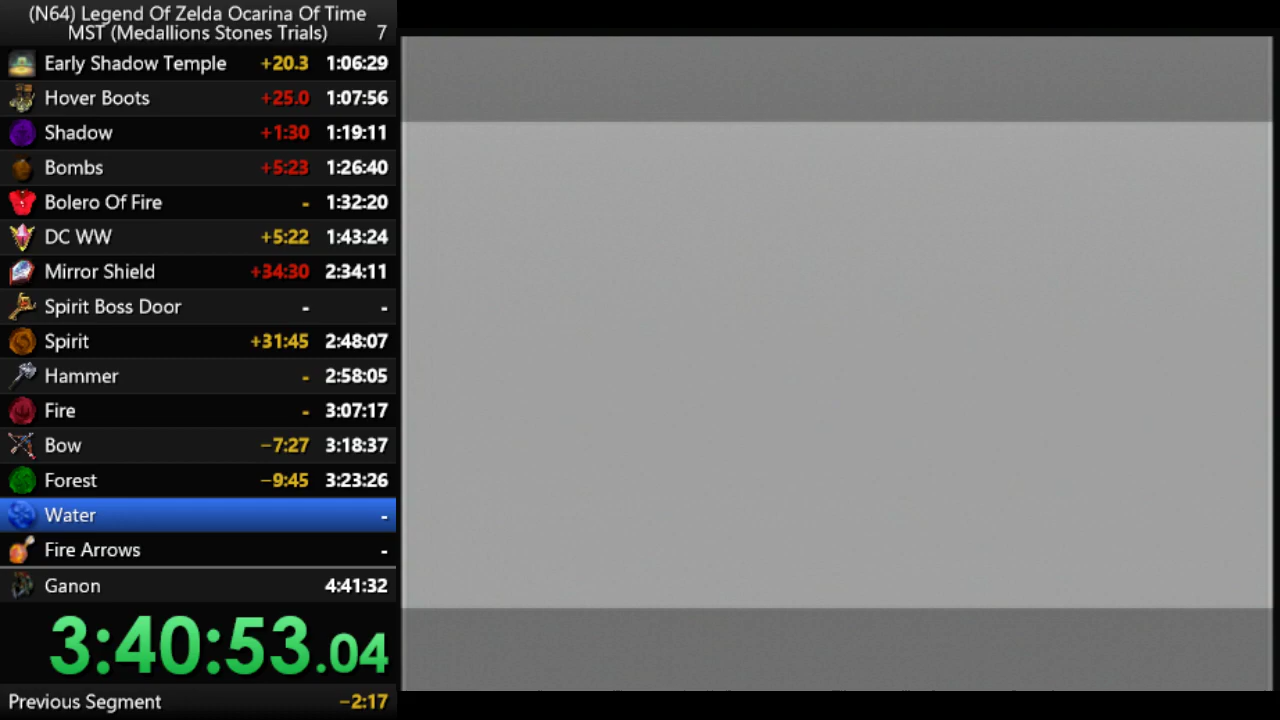 (N64) Legend Of Zelda Ocarina Of Time
MST (Medallions Stones Trials) 7
Early Shadow Temple +20.3 1:06:29
Hover Boots +25.0 1:07:56
Shadow +1:30 1:19:11
Bombs +5:23 1:26:40
Bolero Of Fire - 1:32:20
DC WW +5:22 1:43:24
Mirror Shield +34:30 2:34:11
Spirit Boss Door - -
Spirit +31:45 2:48:07
Hammer - 2:58:05
Fire - 3:07:17
Bow −7:27 3:18:37
Forest −9:45 3:23:26
Water -
Fire Arrows -
Ganon 4:41:32
3:40:53.04
Previous Segment −2:17